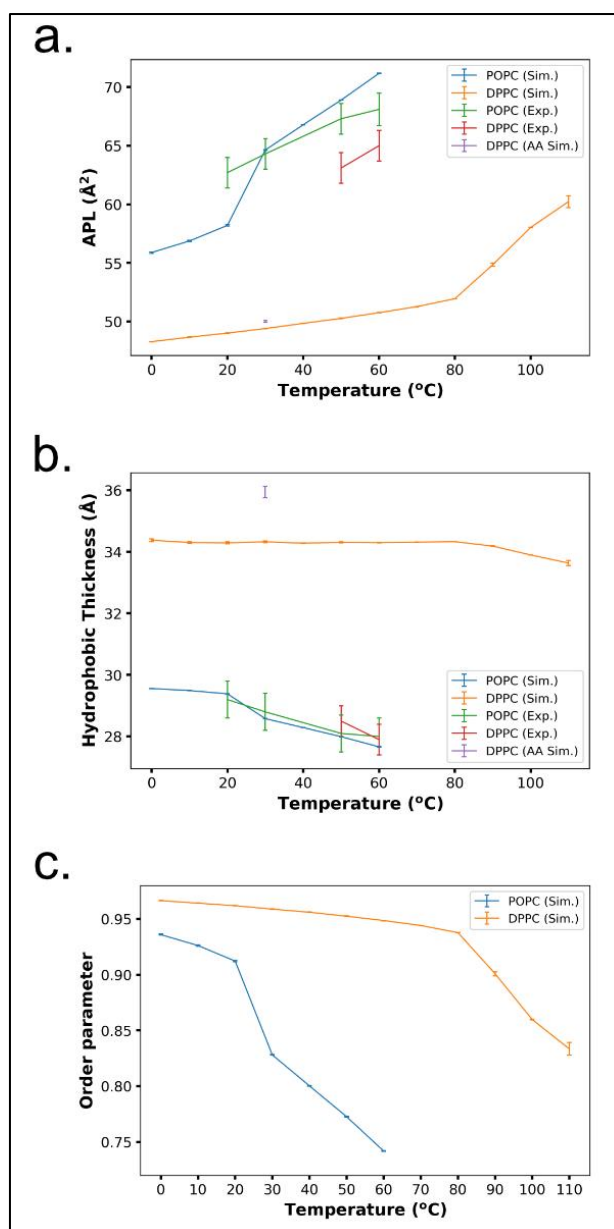 a.
70
65
60
55
50
APL (Å²)
0 20 40 60 80 100
Temperature (°C)
POPC (Sim.)
DPPC (Sim.)
POPC (Exp.)
DPPC (Exp.)
DPPC (AA Sim.)
b.
36
34
32
30
28
Hydrophobic Thickness (Å)
0 20 40 60 80 100
Temperature (°C)
POPC (Sim.)
DPPC (Sim.)
POPC (Exp.)
DPPC (Exp.)
DPPC (AA Sim.)
c.
0.95
0.90
0.85
0.80
0.75
Order parameter
0 10 20 30 40 50 60 70 80 90 100 110
Temperature (°C)
POPC (Sim.)
DPPC (Sim.)